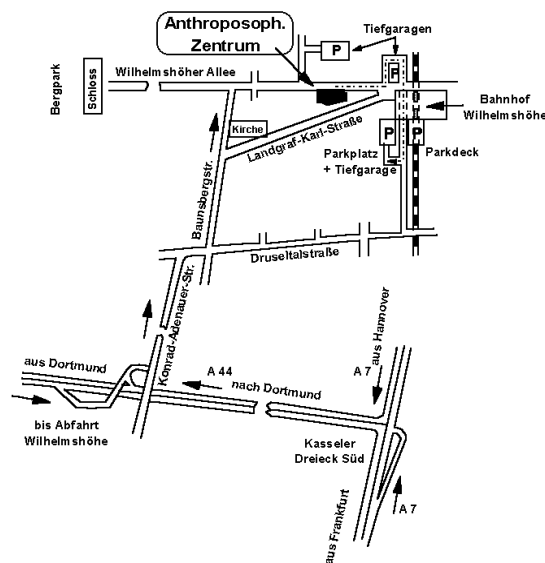 Anthroposoph.
Zentrum
Tiefgaragen
P
P
Bergpark
Schloss
Wilhelmshöher Allee
Bahnhof
Wilhelmshöhe
Kirche
Landgraf-Karl-Straße
P
P
Parkplatz
+ Tiefgarage
Parkdeck
Baunsbergstr.
Druseltalstraße
Konrad-Adenauer-Str.
aus Dortmund
A 44
nach Dortmund
A 7
aus Hannover
bis Abfahrt
Wilhelmshöhe
Kasseler
Dreieck Süd
A 7
aus Frankfurt